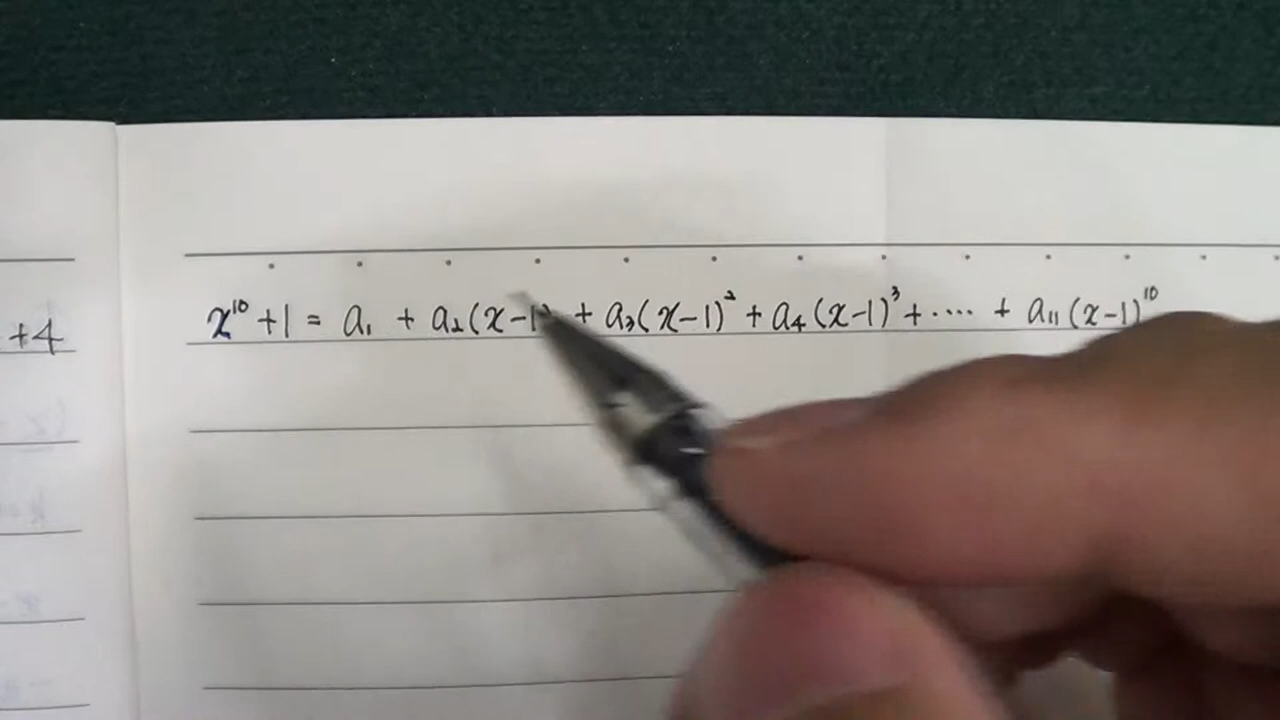 +4
x¹⁰+1 = a₁ + a₂(x-1) + a₃(x-1)² + a₄(x-1)³ + ···· + a₁₁(x-1)¹⁰